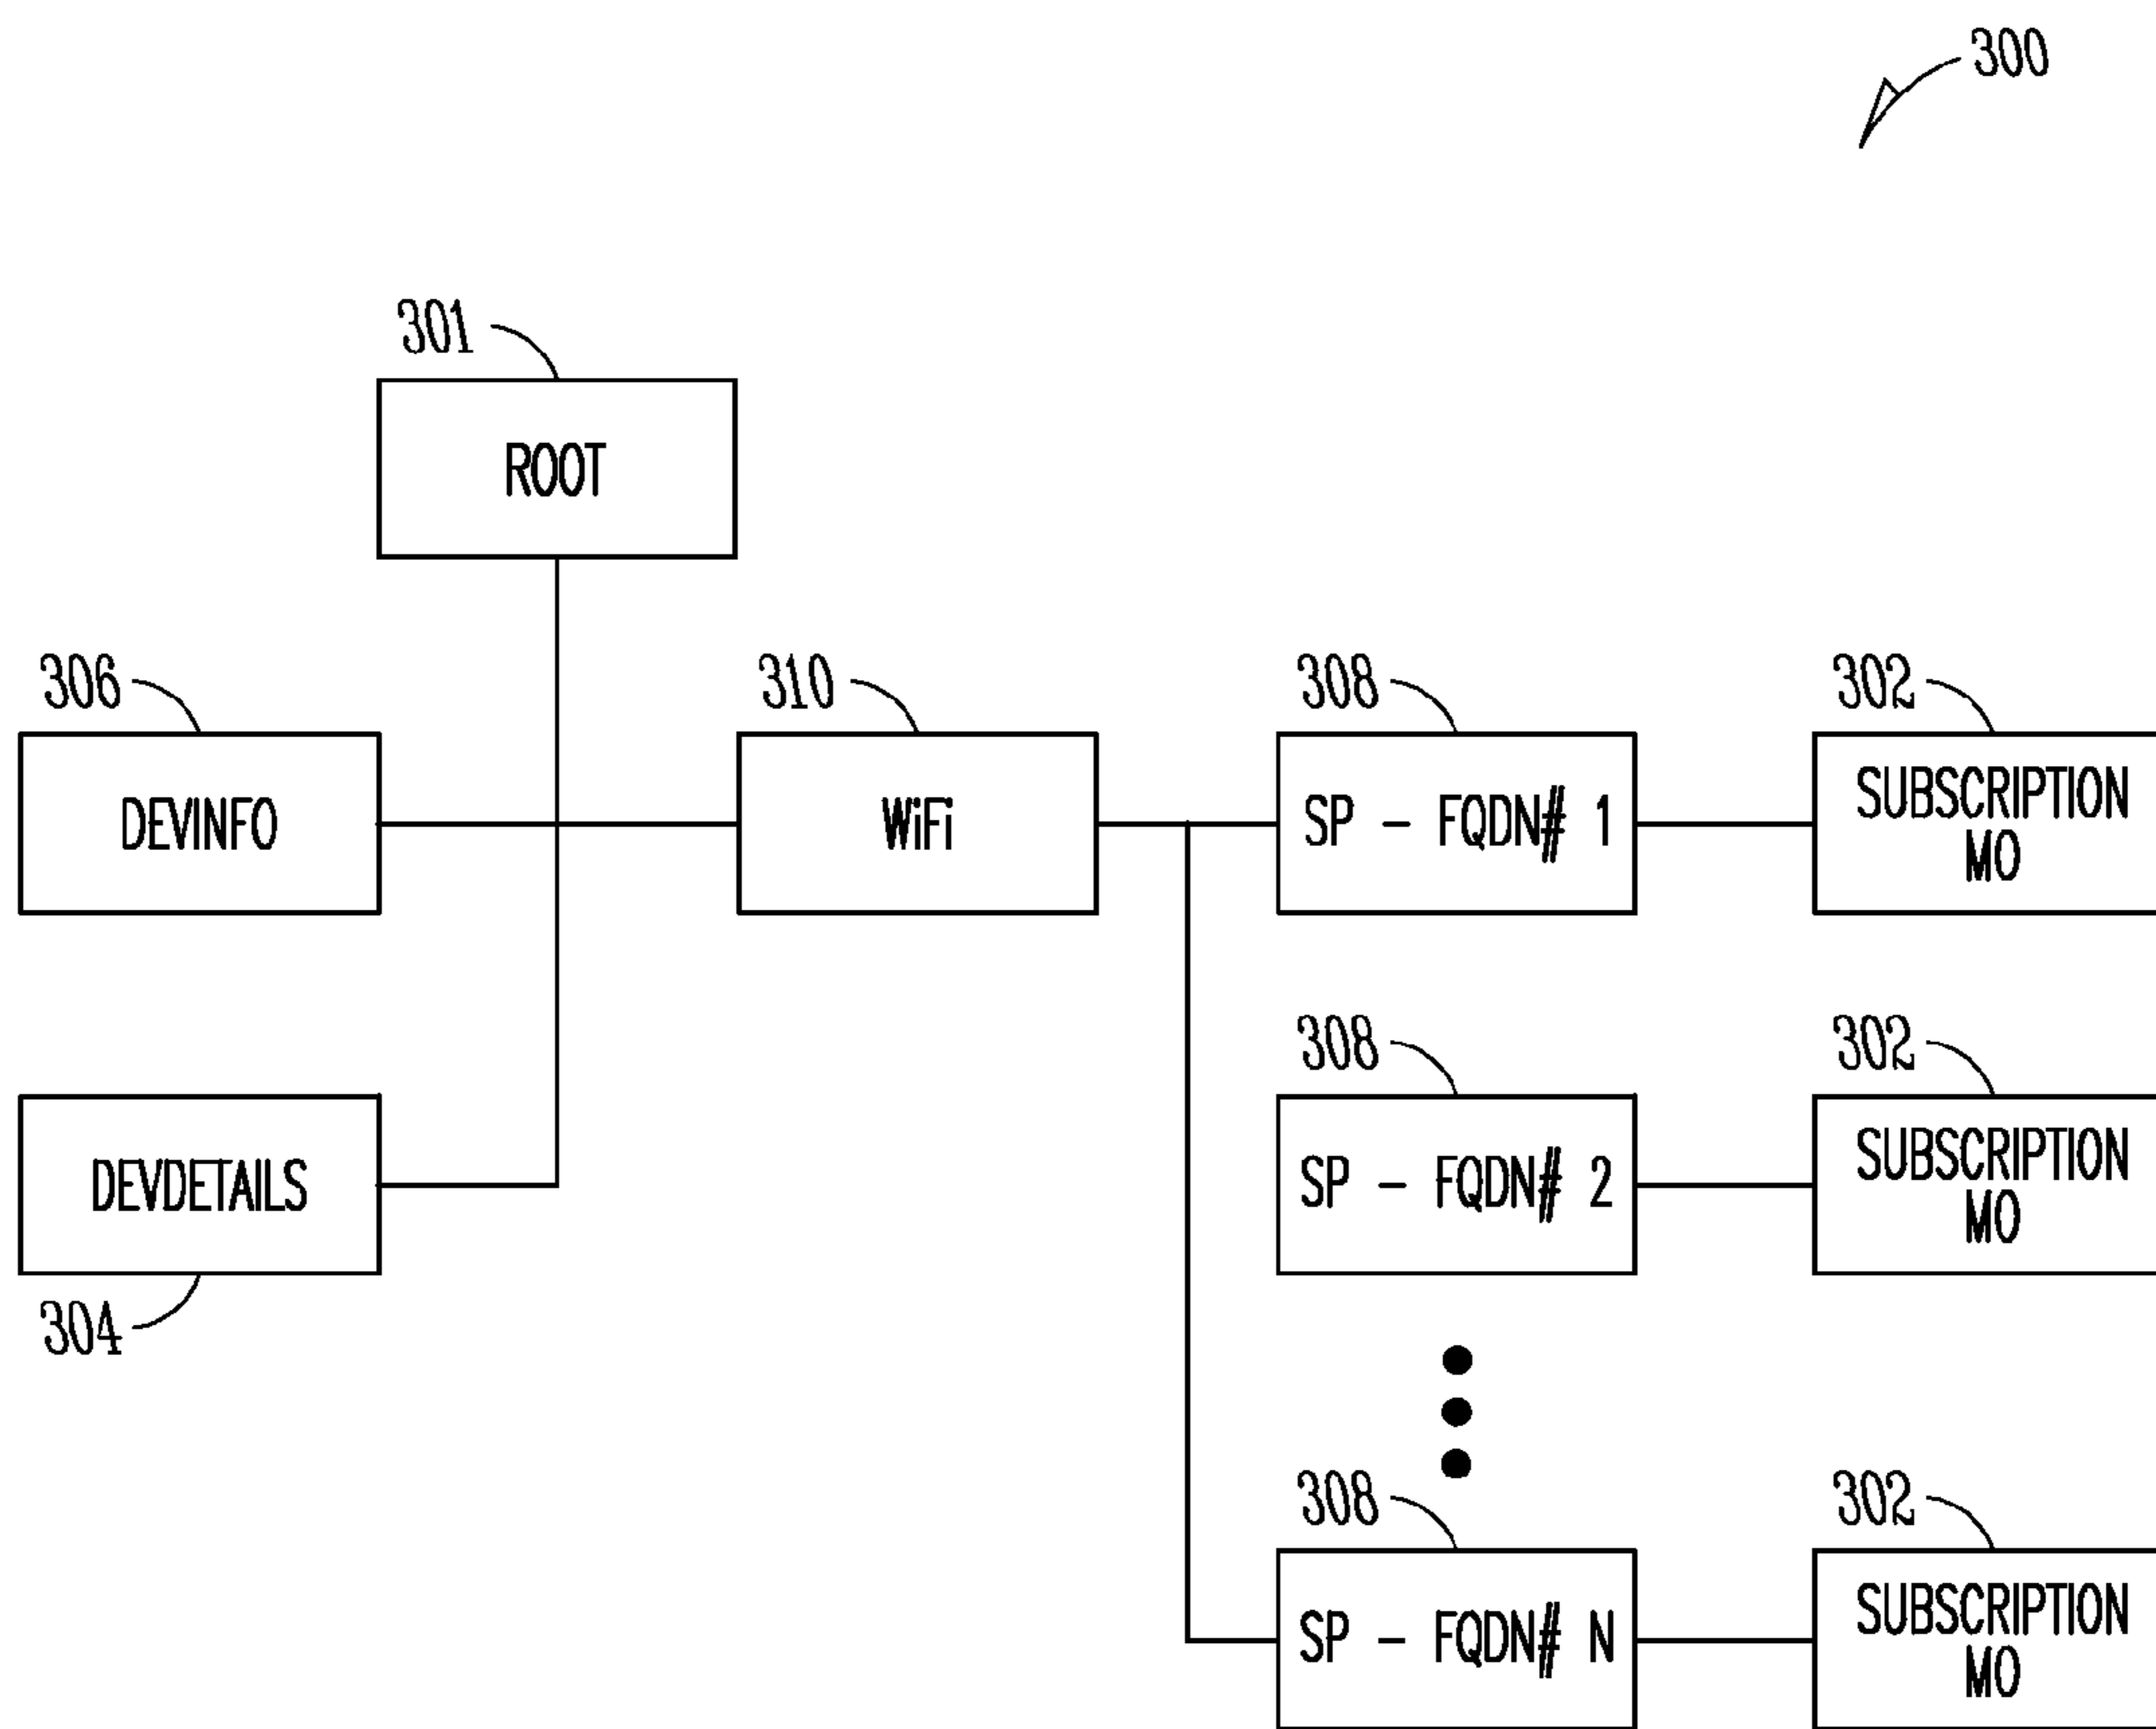 300
301
ROOT
306
310
308
302
DEVINFO
WiFi
SP - FQDN# 1
SUBSCRIPTION
MO
308
302
DEVDETAILS
SP - FQDN# 2
SUBSCRIPTION
MO
304
308
302
SP - FQDN# N
SUBSCRIPTION
MO